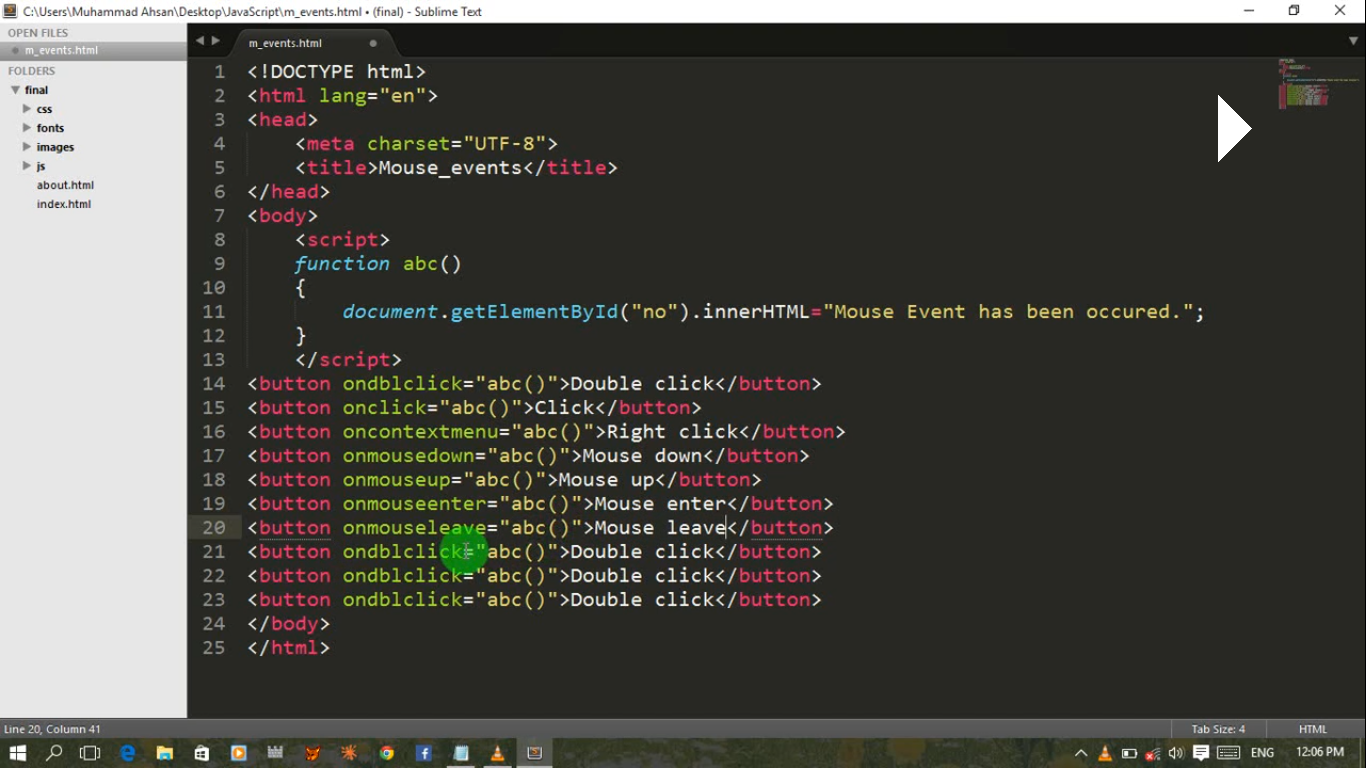 C:\Users\Muhammad Ahsan\Desktop\JavaScript\m_events.html • (final) - Sublime Text
OPEN FILES
m_events.html
FOLDERS
final
css
fonts
images
js
about.html
index.html
m_events.html
1 <!DOCTYPE html>
2 <html lang="en">
3 <head>
4 <meta charset="UTF-8">
5 <title>Mouse_events</title>
6 </head>
7 <body>
8 <script>
9 function abc()
10 {
11 document.getElementById("no").innerHTML="Mouse Event has been occured.";
12 }
13 </script>
14 <button ondblclick="abc()">Double click</button>
15 <button onclick="abc()">Click</button>
16 <button oncontextmenu="abc()">Right click</button>
17 <button onmousedown="abc()">Mouse down</button>
18 <button onmouseup="abc()">Mouse up</button>
19 <button onmouseenter="abc()">Mouse enter</button>
20 <button onmouseleave="abc()">Mouse leave</button>
21 <button ondblclick="abc()">Double click</button>
22 <button ondblclick="abc()">Double click</button>
23 <button ondblclick="abc()">Double click</button>
24 </body>
25 </html>
Line 20, Column 41
Tab Size: 4
HTML
ENG
12:06 PM